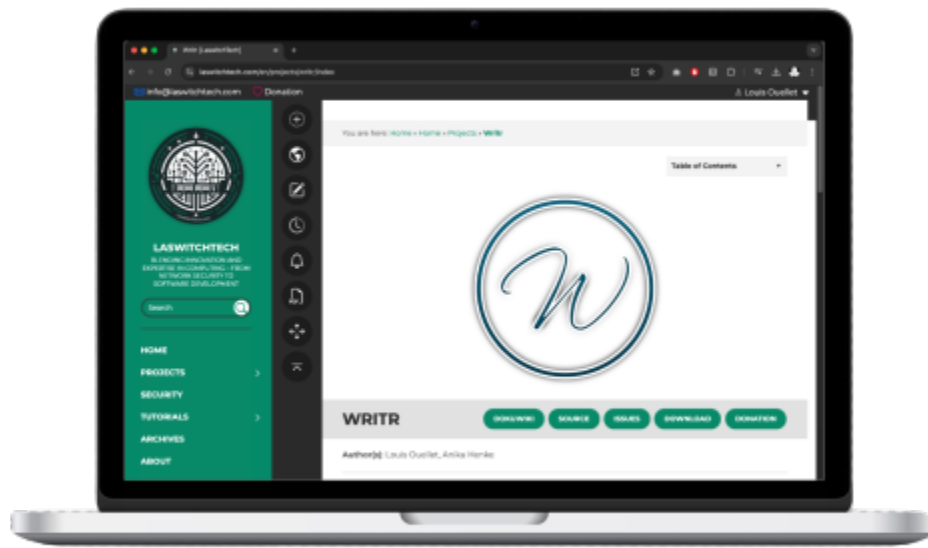 Writr [LaswitchTech]
laswitchtech.com/en/projects/writr/index
info@laswitchtech.com
Donation
Louis Ouellet
You are here: Home » Home » Projects » Writr
Table of Contents
LASWITCHTECH
BLENDING INNOVATION AND
EXPERTISE IN COMPUTING - FROM
NETWORK SECURITY TO
SOFTWARE DEVELOPMENT
Search
HOME
PROJECTS
SECURITY
TUTORIALS
ARCHIVES
ABOUT
W
WRITR
DOKUWIKI
SOURCE
ISSUES
DOWNLOAD
DONATION
Author(s): Louis Ouellet, Anika Henke